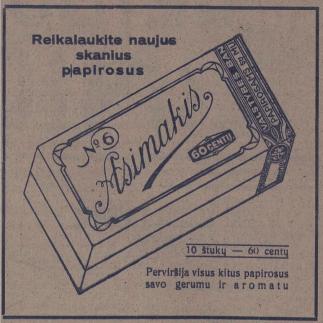 Reikalaukite naujus
skanius
papirosus
№ 6
Asimakis
60 CENTŲ
10 štukų — 60 centų
Perviršija visus kitus papirosus
savo gerumu ir aromatu